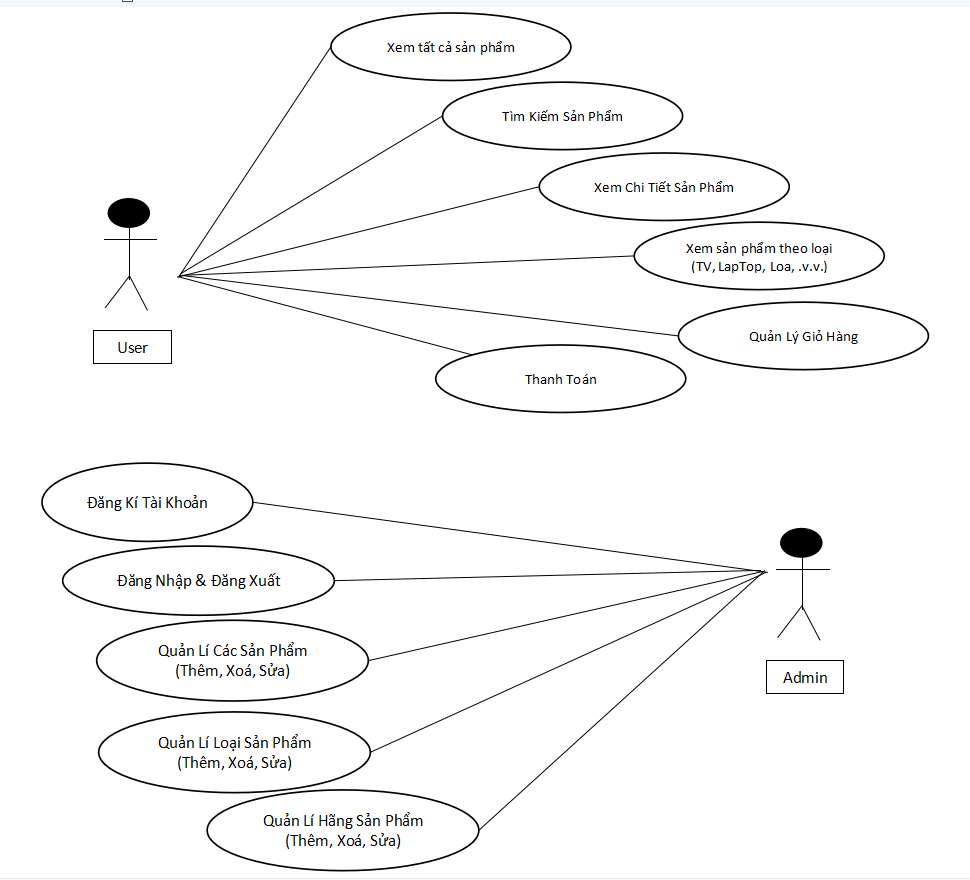 Xem tất cả sản phẩm
Tìm Kiếm Sản Phẩm
Xem Chi Tiết Sản Phẩm
Xem sản phẩm theo loại
(TV, LapTop, Loa, .v.v.)
Quản Lý Giỏ Hàng
Thanh Toán
User
Đăng Kí Tài Khoản
Đăng Nhập & Đăng Xuất
Quản Lí Các Sản Phẩm
(Thêm, Xoá, Sửa)
Quản Lí Loại Sản Phẩm
(Thêm, Xoá, Sửa)
Quản Lí Hãng Sản Phẩm
(Thêm, Xoá, Sửa)
Admin